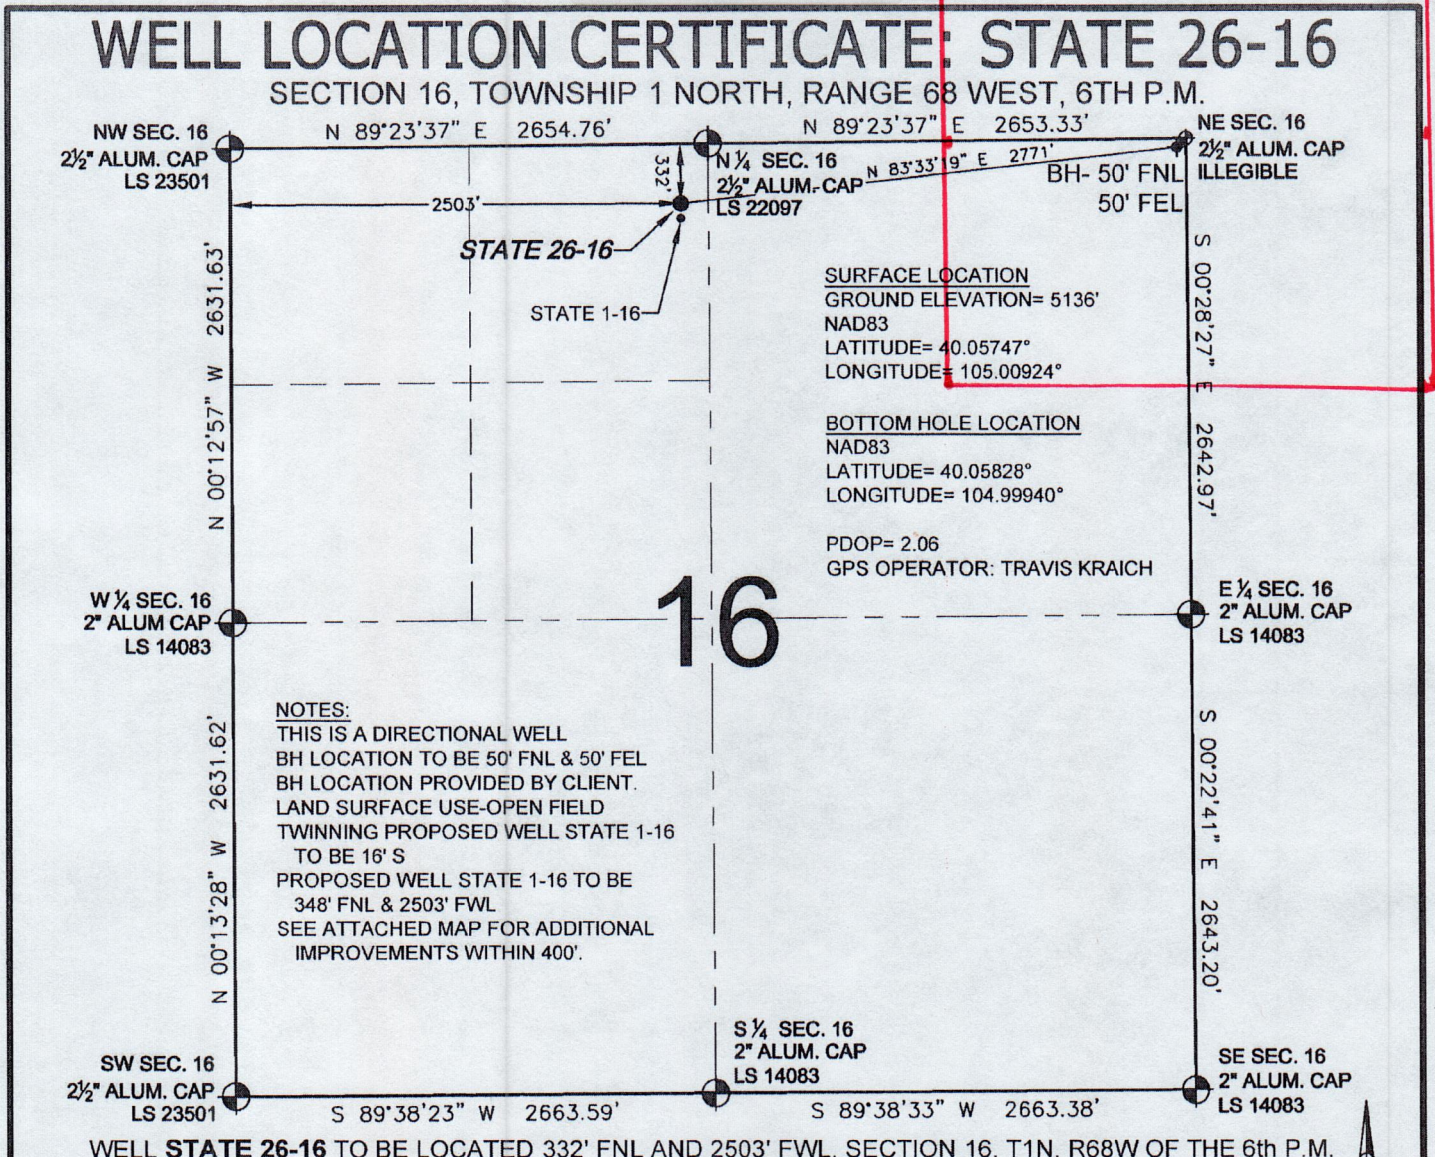 WELL LOCATION CERTIFICATE: STATE 26-16
SECTION 16, TOWNSHIP 1 NORTH, RANGE 68 WEST, 6TH P.M.
NW SEC. 16
2½" ALUM. CAP
LS 23501
N 89°23'37" E 2654.76'
N 89°23'37" E 2653.33'
NE SEC. 16
2½" ALUM. CAP
ILLEGIBLE
N ¼ SEC. 16
2½" ALUM. CAP
LS 22097
332'
N 83°33'19" E 2771'
BH- 50' FNL
50' FEL
2503'
STATE 26-16
STATE 1-16
N 00°12'57" W 2631.63'
S 00°28'27" E 2642.97'
SURFACE LOCATION
GROUND ELEVATION= 5136'
NAD83
LATITUDE= 40.05747°
LONGITUDE= 105.00924°
BOTTOM HOLE LOCATION
NAD83
LATITUDE= 40.05828°
LONGITUDE= 104.99940°
PDOP= 2.06
GPS OPERATOR: TRAVIS KRAICH
W ¼ SEC. 16
2" ALUM CAP
LS 14083
16
E ¼ SEC. 16
2" ALUM. CAP
LS 14083
NOTES:
THIS IS A DIRECTIONAL WELL
BH LOCATION TO BE 50' FNL & 50' FEL
BH LOCATION PROVIDED BY CLIENT.
LAND SURFACE USE-OPEN FIELD
TWINNING PROPOSED WELL STATE 1-16
TO BE 16' S
PROPOSED WELL STATE 1-16 TO BE
348' FNL & 2503' FWL
SEE ATTACHED MAP FOR ADDITIONAL
IMPROVEMENTS WITHIN 400'.
N 00°13'28" W 2631.62'
S 00°22'41" E 2643.20'
SW SEC. 16
2½" ALUM. CAP
LS 23501
S ¼ SEC. 16
2" ALUM. CAP
LS 14083
SE SEC. 16
2" ALUM. CAP
LS 14083
S 89°38'23" W 2663.59'
S 89°38'33" W 2663.38'
WELL STATE 26-16 TO BE LOCATED 332' FNL AND 2503' FWL, SECTION 16, T1N, R68W OF THE 6th P.M.